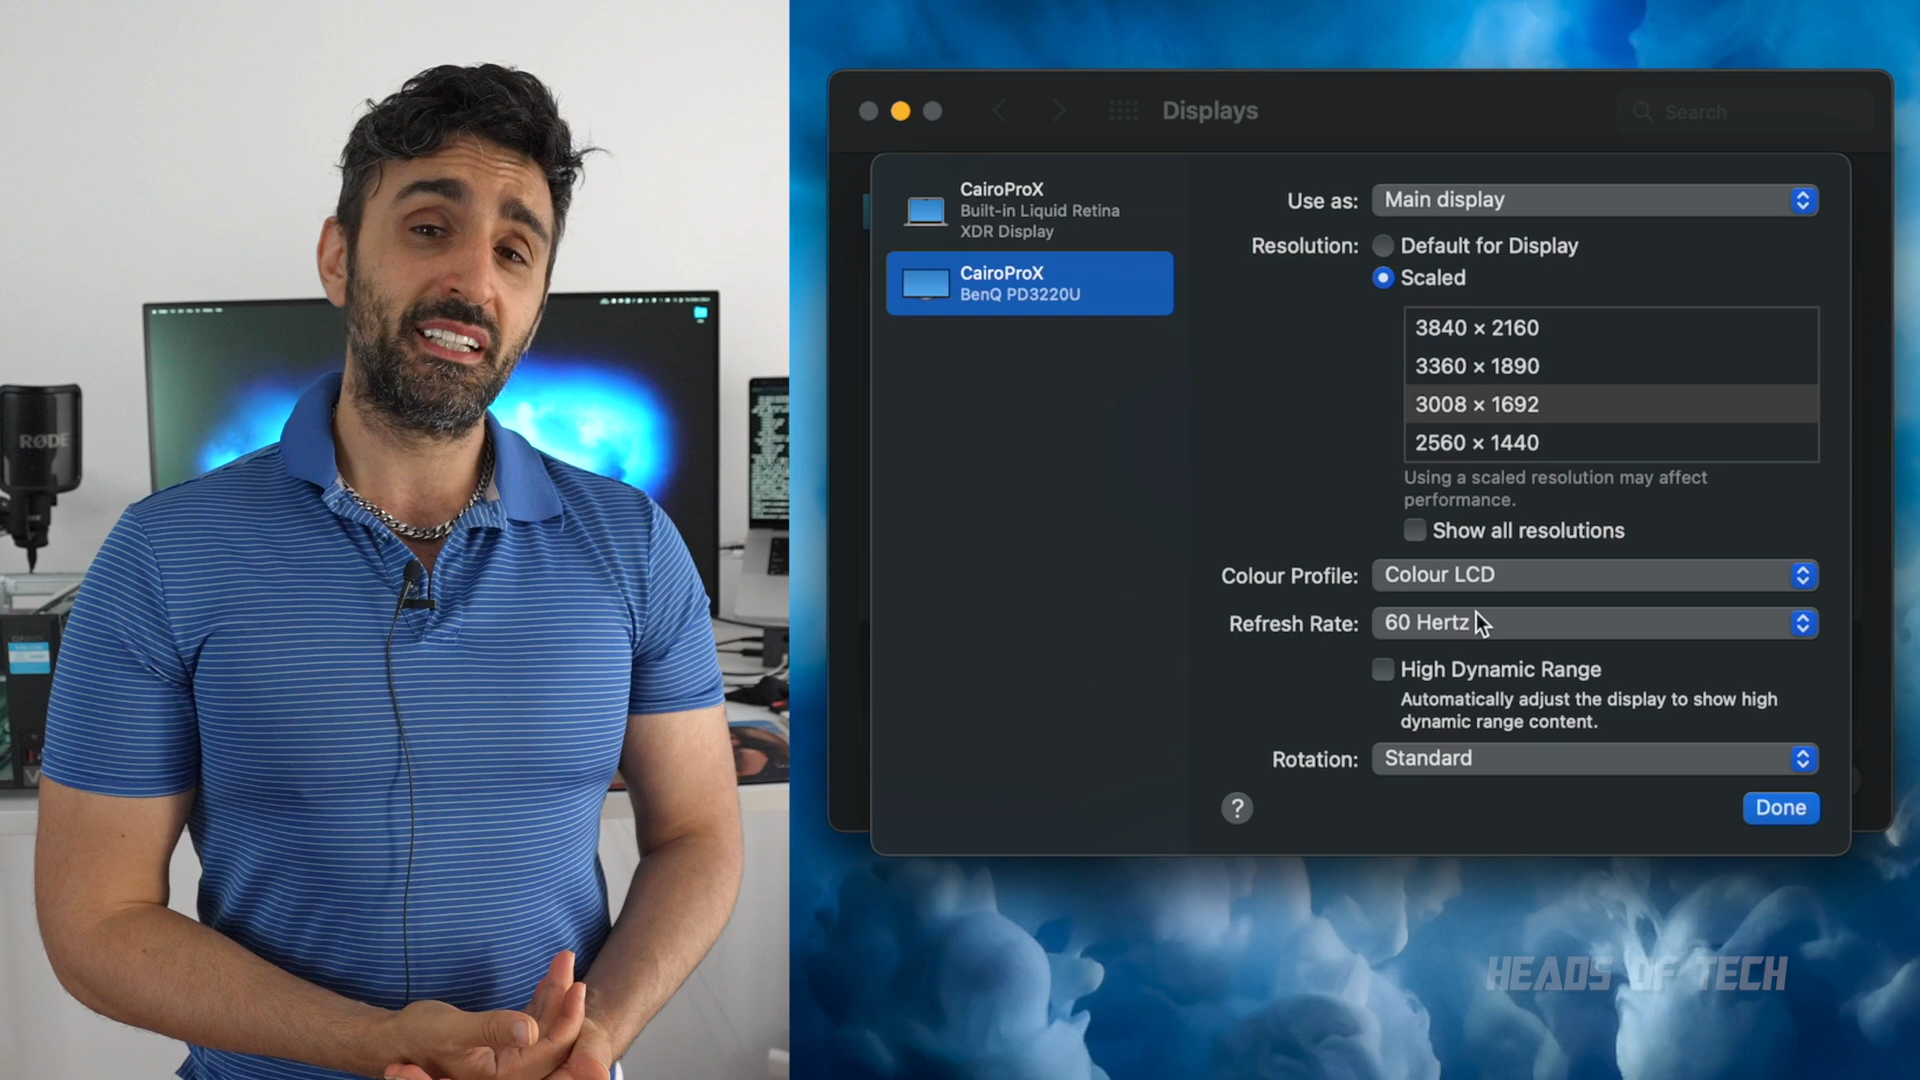 RØDE
Displays
Search
CairoProX
Built-in Liquid Retina
XDR Display
CairoProX
BenQ PD3220U
Use as:
Main display
Resolution:
Default for Display
Scaled
3840 × 2160
3360 × 1890
3008 × 1692
2560 × 1440
Using a scaled resolution may affect
performance.
Show all resolutions
Colour Profile:
Colour LCD
Refresh Rate:
60 Hertz
High Dynamic Range
Automatically adjust the display to show high
dynamic range content.
Rotation:
Standard
?
Done
HEADS OF TECH